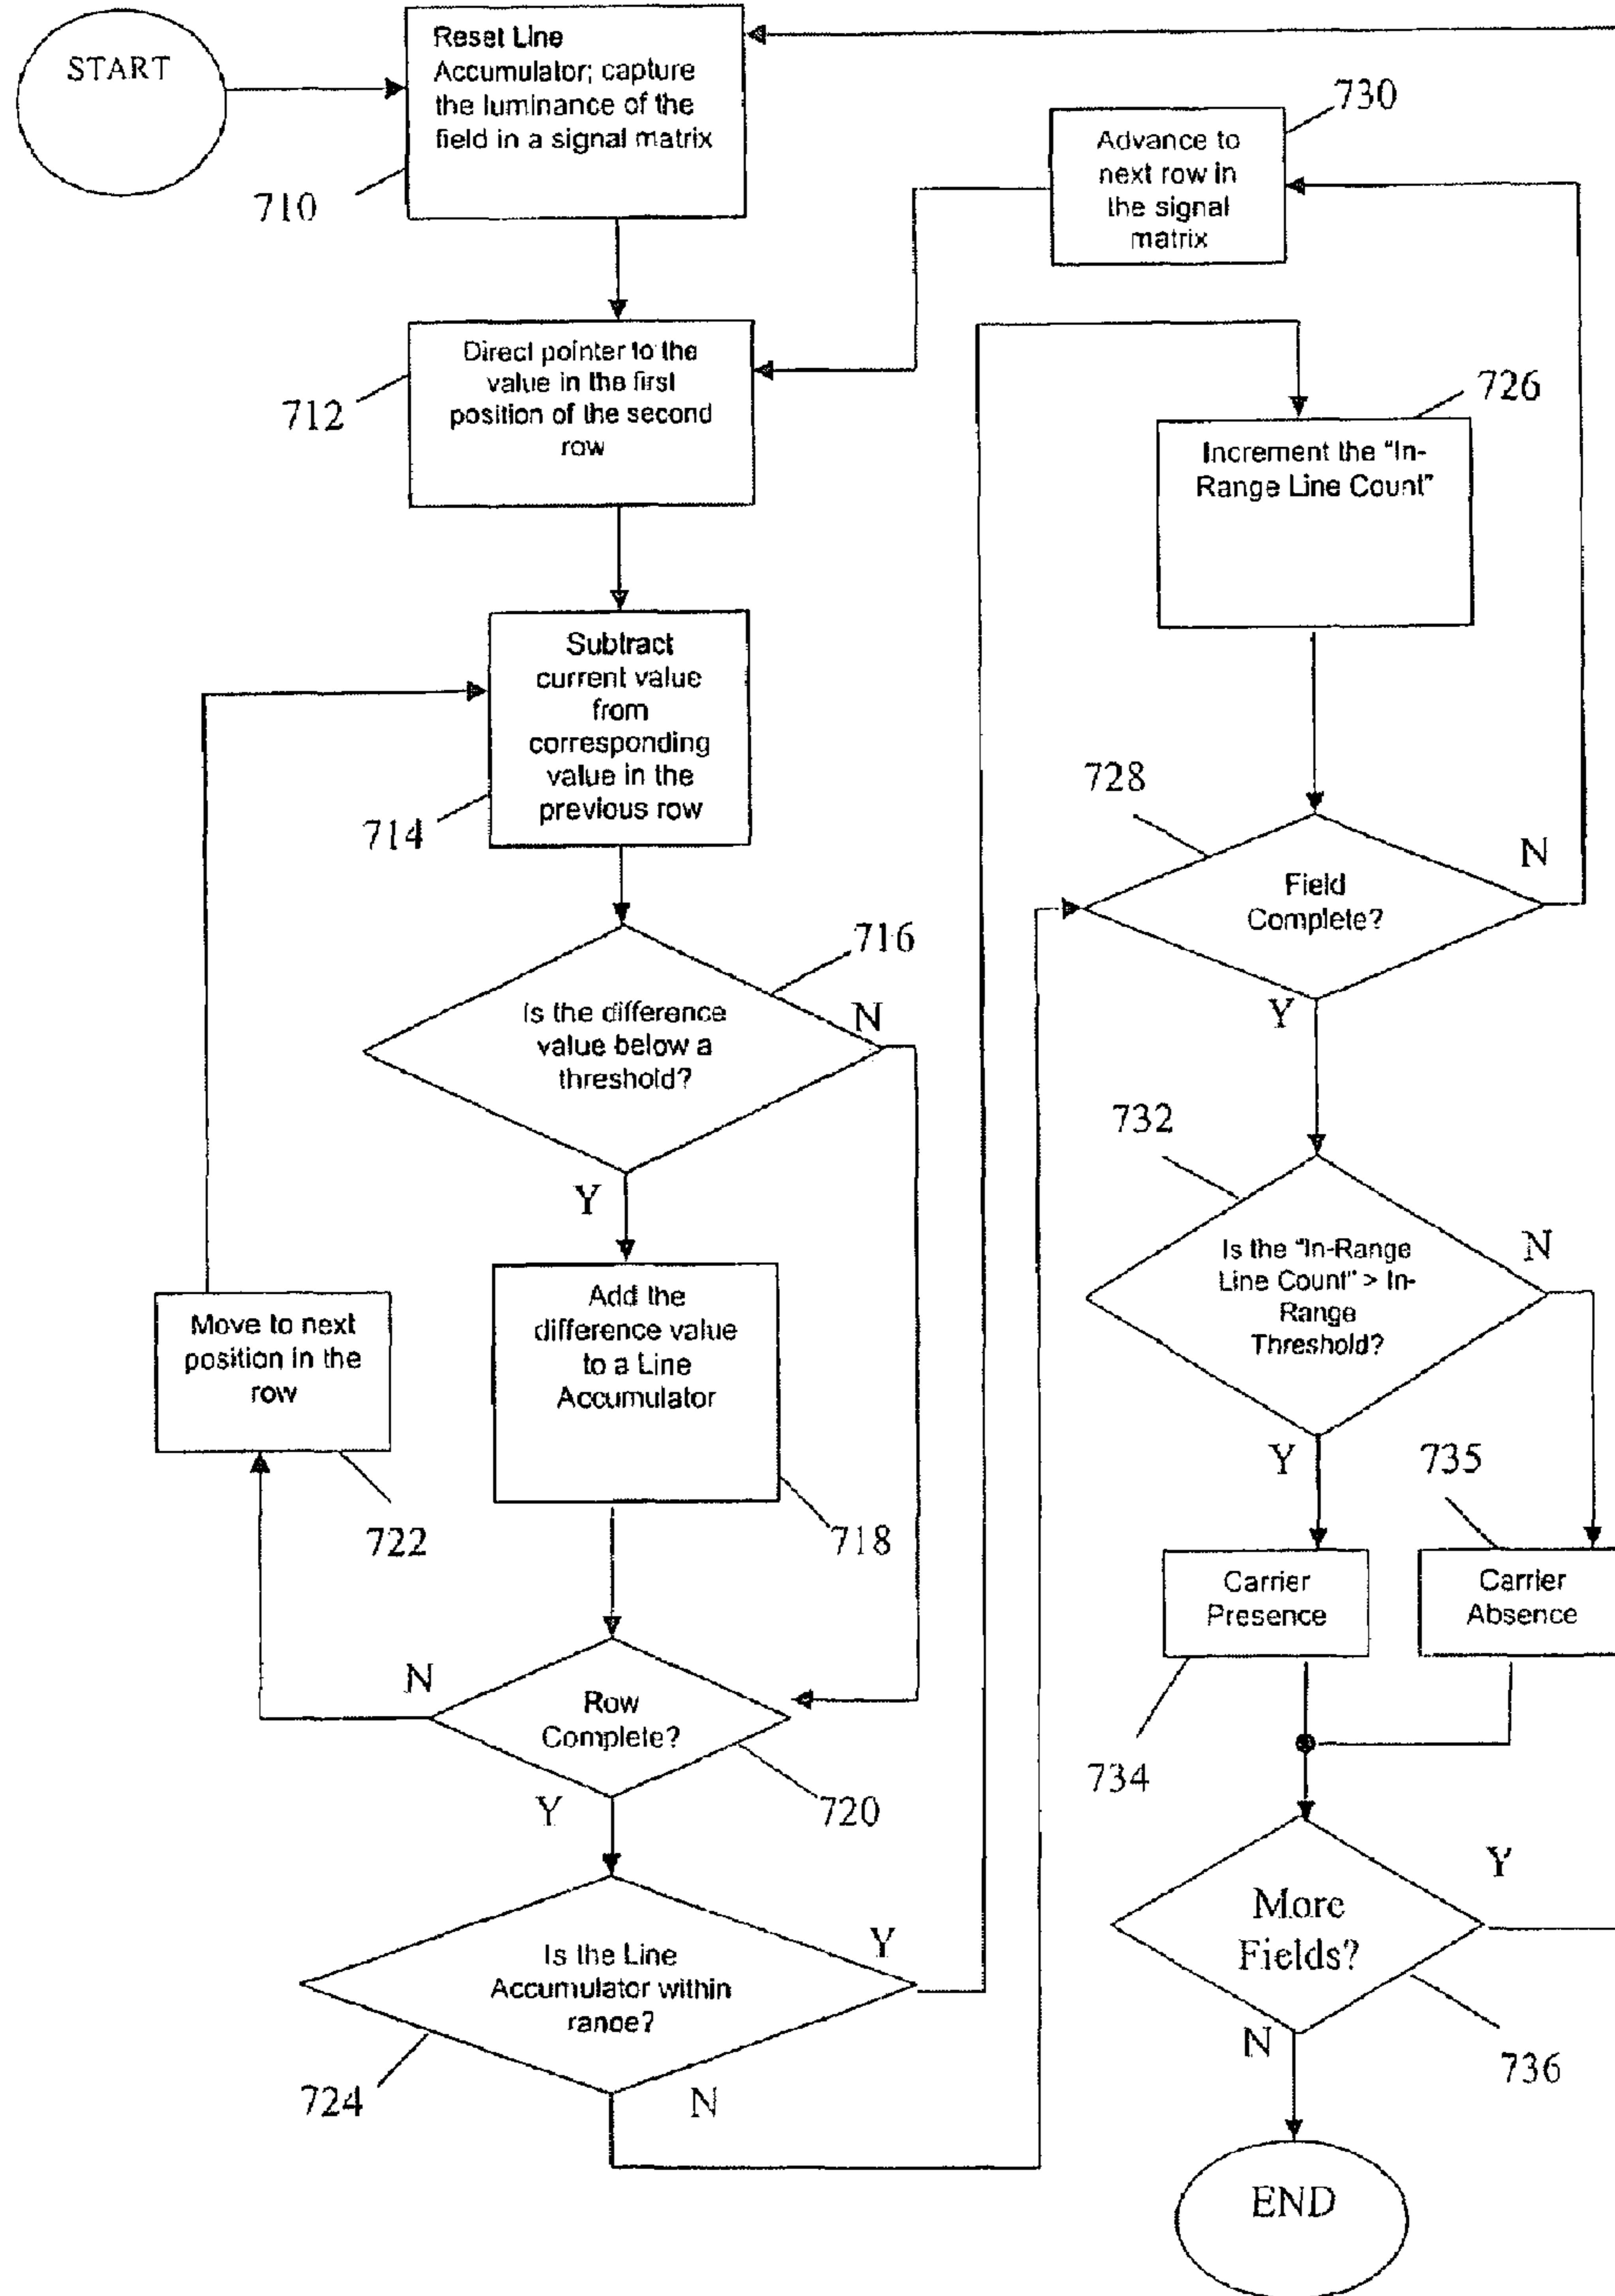 START
Reset Line
Accumulator; capture
the luminance of the
field in a signal matrix
710
730
Advance to
next row in
the signal
matrix
Direct pointer to the
value in the first
position of the second
row
712
726
Increment the "In-
Range Line Count"
Subtract
current value
from
corresponding
value in the
previous row
714
728
Field
Complete?
N
Y
716
Is the difference
value below a
threshold?
N
Y
732
Is the "In-Range
Line Count" > In-
Range
Threshold?
N
Y
Add the
difference value
to a Line
Accumulator
718
Move to next
position in the
row
722
735
Carrier
Presence
Carrier
Absence
734
N
Row
Complete?
Y
720
More
Fields?
Y
N
736
Is the Line
Accumulator within
range?
Y
N
724
END